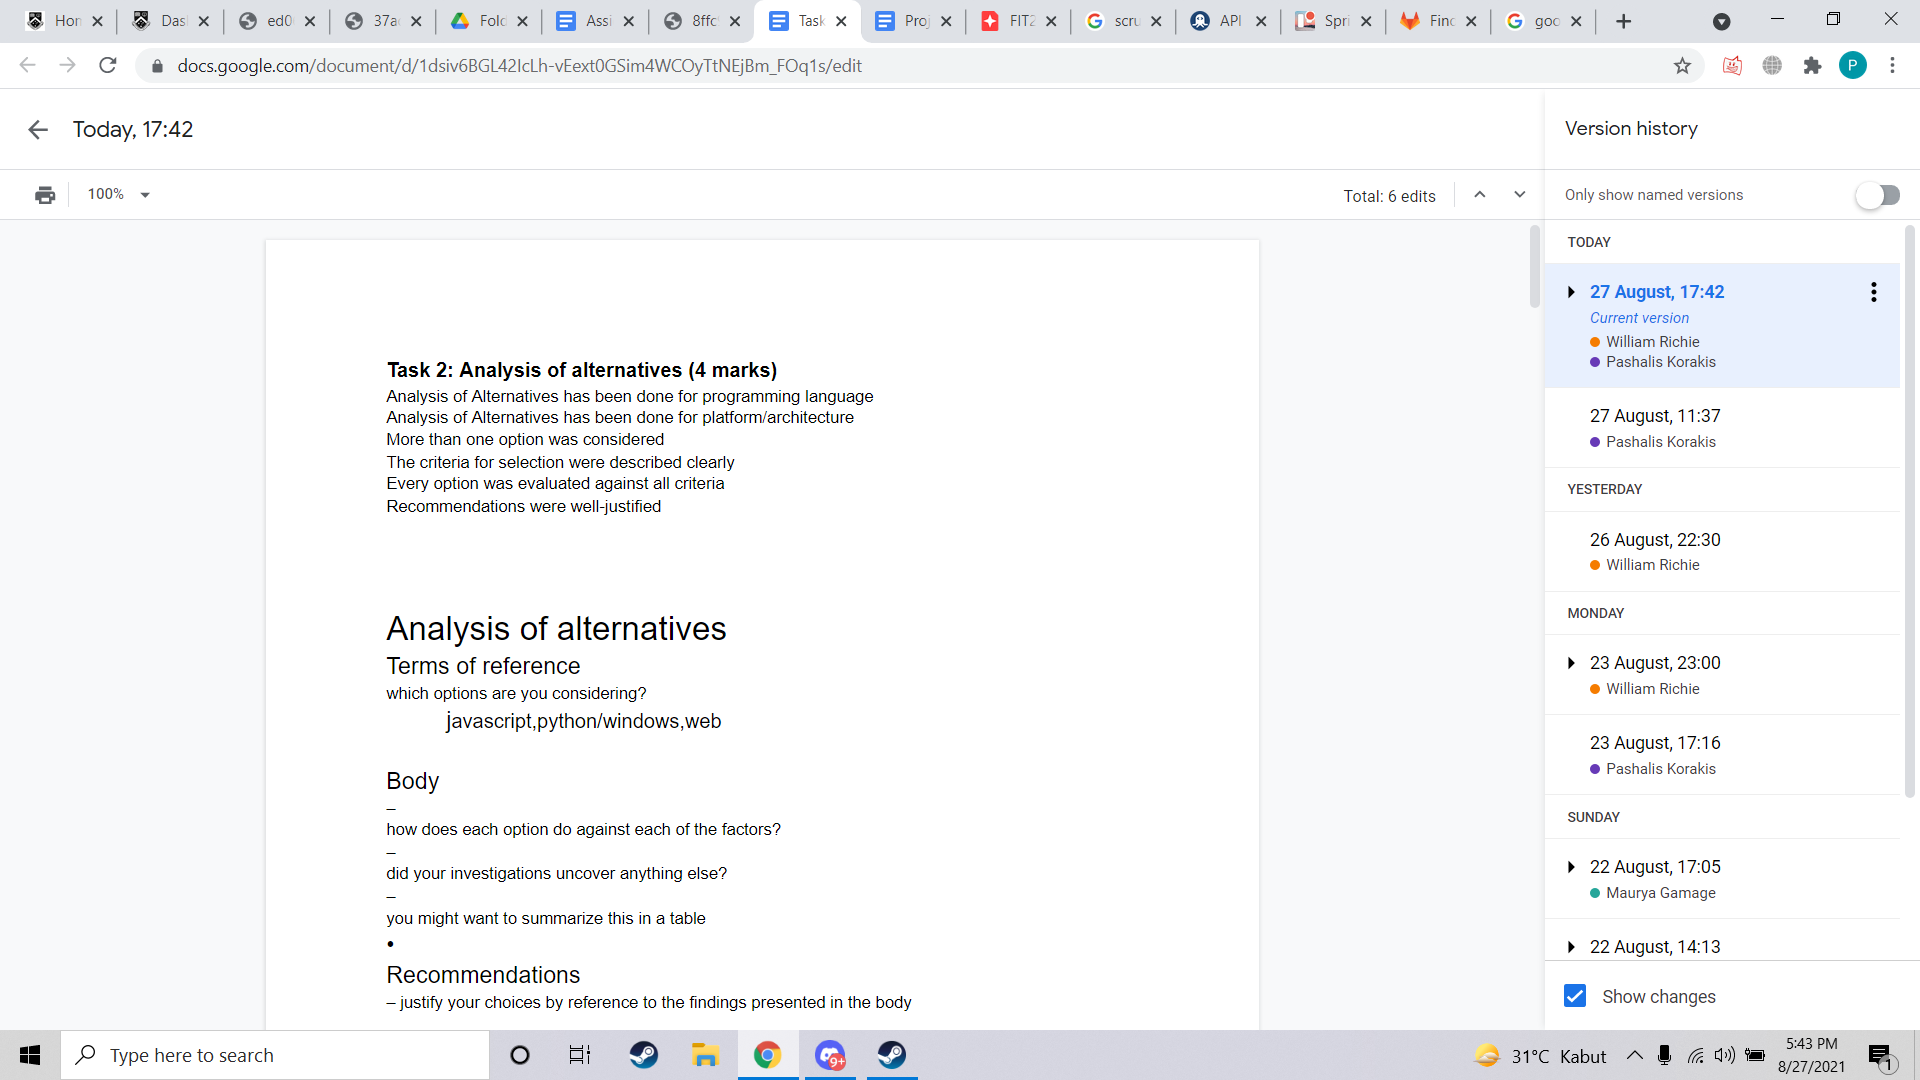 Hon
Das
ed0
37a
Fold
Assi
8ffc
Task
Proj
FIT2
scru
API
Spri
Finc
goo
docs.google.com/document/d/1dsiv6BGL42IcLh-vEext0GSim4WCOyTtNEjBm_FOq1s/edit
P
Today, 17:42
Version history
100%
Total: 6 edits
Only show named versions
Task 2: Analysis of alternatives (4 marks)
Analysis of Alternatives has been done for programming language
Analysis of Alternatives has been done for platform/architecture
More than one option was considered
The criteria for selection were described clearly
Every option was evaluated against all criteria
Recommendations were well-justified
Analysis of alternatives
Terms of reference
which options are you considering?
javascript,python/windows,web
Body
–
how does each option do against each of the factors?
–
did your investigations uncover anything else?
–
you might want to summarize this in a table
•
Recommendations
– justify your choices by reference to the findings presented in the body
TODAY
27 August, 17:42
Current version
William Richie
Pashalis Korakis
27 August, 11:37
Pashalis Korakis
YESTERDAY
26 August, 22:30
William Richie
MONDAY
23 August, 23:00
William Richie
23 August, 17:16
Pashalis Korakis
SUNDAY
22 August, 17:05
Maurya Gamage
22 August, 14:13
Show changes
Type here to search
9+
31°C Kabut
5:43 PM
8/27/2021
1